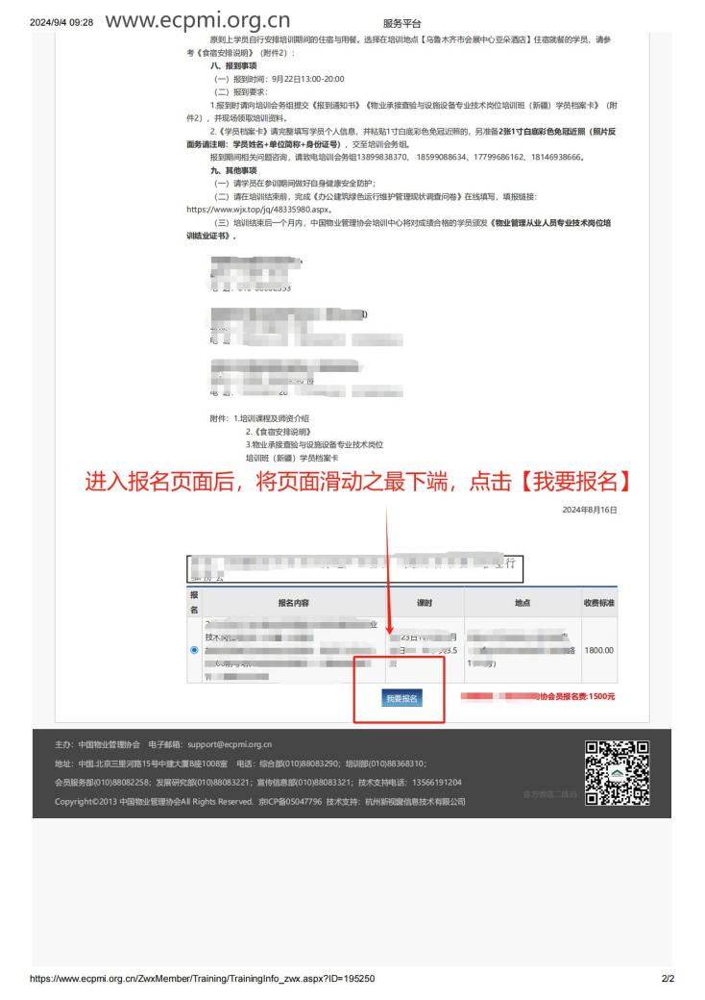 2024/9/4 09:28 www.ecpmi.org.cn 服务平台
原则上学员自行安排培训期间的住宿与用餐。选择在培训地点【乌鲁木齐市会展中心亚朵酒店】住宿就餐的学员，请参
考《食宿安排说明》（附件2）：
八、报到事项
（一）报到时间：9月22日13:00-20:00
（二）报到要求：
1.报到时请向培训会务组提交《报到通知书》《物业承接查验与设施设备专业技术岗位培训班（新疆）学员档案卡》（附
件2），并现场领取培训资料。
2.《学员档案卡》请完整填写学员个人信息，并粘贴1寸白底彩色免冠近照的，另准备2张1寸白底彩色免冠近照（照片反
面务请注明：学员姓名+单位简称+身份证号），交至培训会务组。
报到期间相关问题咨询，请致电培训会务组13899838370、 18599088634、17799686162、18146938666。
九、其他事项
（一）请学员在参训期间做好自身健康安全防护；
（二）请在培训结束前，完成《办公建筑绿色运行维护管理现状调查问卷》在线填写，填报链接：
https://www.wjx.top/jq/48335980.aspx。
（三）培训结束后一个月内，中国物业管理协会培训中心将对成绩合格的学员颁发《物业管理从业人员专业技术岗位培
训结业证书》。
附件：1.培训课程及师资介绍
2.《食宿安排说明》
3.物业承接查验与设施设备专业技术岗位
培训班（新疆）学员档案卡
进入报名页面后，将页面滑动之最下端，点击【我要报名】
2024年8月16日
报名 报名内容 课时 地点 收费标准
业
技术岗位
23日 月
日 共3.5
1800.00
我要报名 协会员报名费:1500元
主办：中国物业管理协会 电子邮箱：support@ecpmi.org.cn
地址：中国.北京三里河路15号中建大厦B座1008室 电话：综合部(010)88083290；培训部(010)88368310；
会员服务部(010)88082258；发展研究部(010)88083221；宣传信息部(010)88083321；技术支持电话：13566191204
官方微信二维码
Copyright©2013 中国物业管理协会All Rights Reserved. 京ICP备05047796 技术支持：杭州新视窗信息技术有限公司
https://www.ecpmi.org.cn/ZwxMember/Training/TrainingInfo_zwx.aspx?ID=195250 2/2